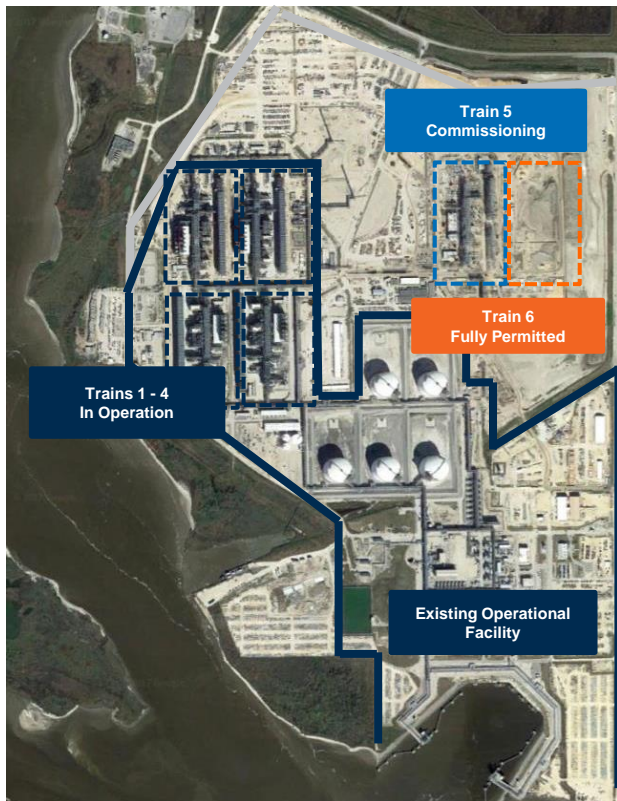 Train 5
Commissioning
Train 6
Fully Permitted
Trains 1 - 4
In Operation
Existing Operational
Facility